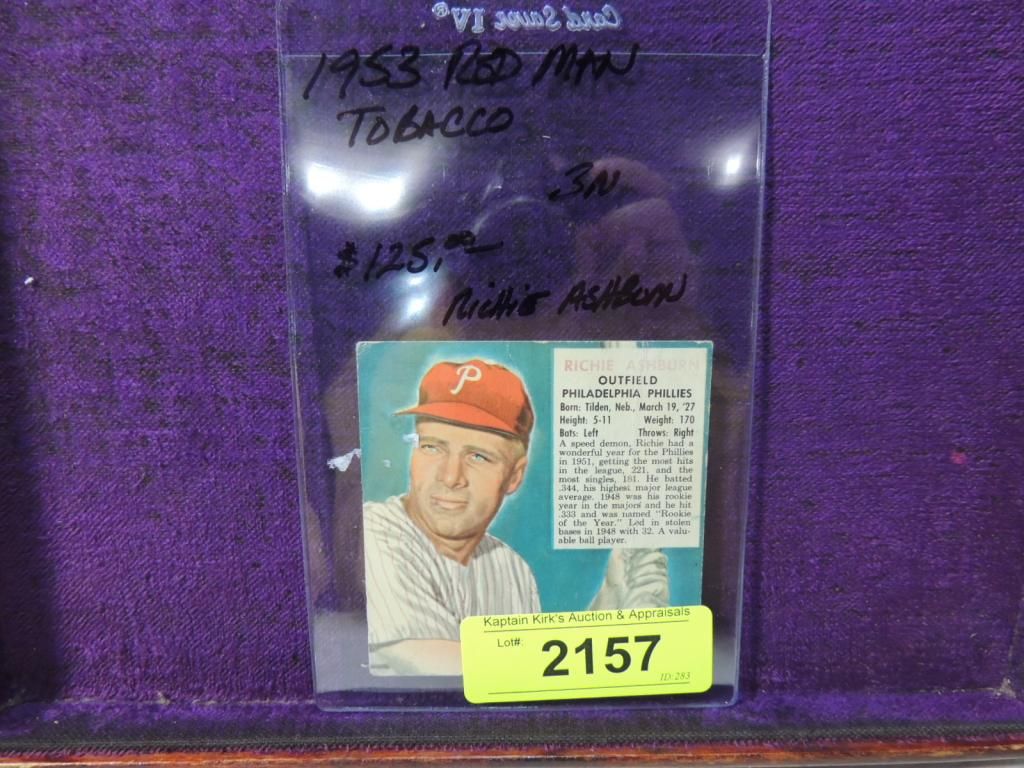 Card Saver IV®
1953 RED MAN
TOBACCO
3N
$125.00
RICHIE ASHBURN
P
RICHIE ASHBURN
OUTFIELD
PHILADELPHIA PHILLIES
Born: Tilden, Neb., March 19, '27
Height: 5-11 Weight: 170
Bats: Left Throws: Right
A speed demon, Richie had a
wonderful year for the Phillies
in 1951, getting the most hits
in the league, 221, and the
most singles, 181. He batted
.344, his highest major league
average. 1948 was his rookie
year in the majors and he hit
.333 and was named "Rookie
of the Year." Led in stolen
bases in 1948 with 32. A valu-
able ball player.
Kaptain Kirk's Auction & Appraisals
Lot#: 2157
ID:283